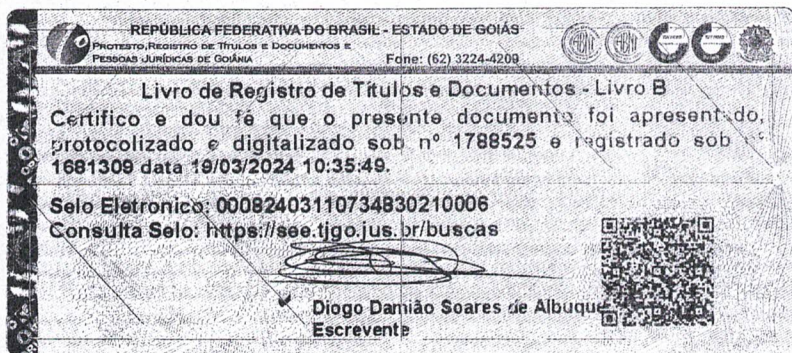 REPÚBLICA FEDERATIVA DO BRASIL - ESTADO DE GOIÁS
PROTESTO, REGISTRO DE TÍTULOS E DOCUMENTOS E
PESSOAS JURÍDICAS DE GOIÂNIA
Fone: (62) 3224-4209
Livro de Registro de Títulos e Documentos - Livro B
Certifico e dou fé que o presente documento foi apresentado,
protocolizado e digitalizado sob nº 1788525 e registrado sob nº
1681309 data 19/03/2024 10:35:49.
Selo Eletronico: 00082403110734830210006
Consulta Selo: https://see.tjgo.jus.br/buscas
Diogo Damião Soares de Albuque
Escrevente